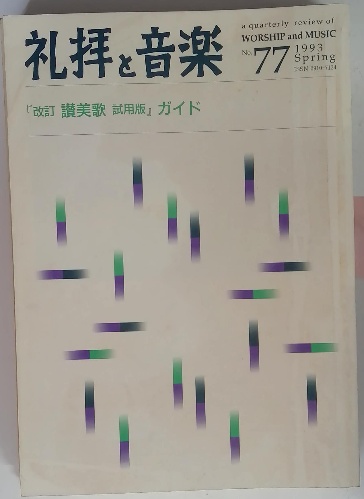 礼拝と音楽
a quarterly review of
WORSHIP and MUSIC
No. 77 1993
Spring
『改訂 讃美歌 試用版』ガイド